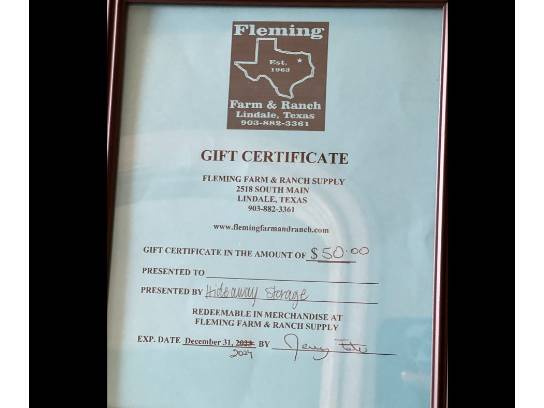 Fleming
Est.
1963
Farm & Ranch
Lindale, Texas
903-882-3361
GIFT CERTIFICATE
FLEMING FARM & RANCH SUPPLY
2518 SOUTH MAIN
LINDALE, TEXAS
903-882-3361
www.flemingfarmandranch.com
GIFT CERTIFICATE IN THE AMOUNT OF $50.00
PRESENTED TO
PRESENTED BY Hideaway Storage
REDEEMABLE IN MERCHANDISE AT
FLEMING FARM & RANCH SUPPLY
EXP. DATE December 31, BY
2024